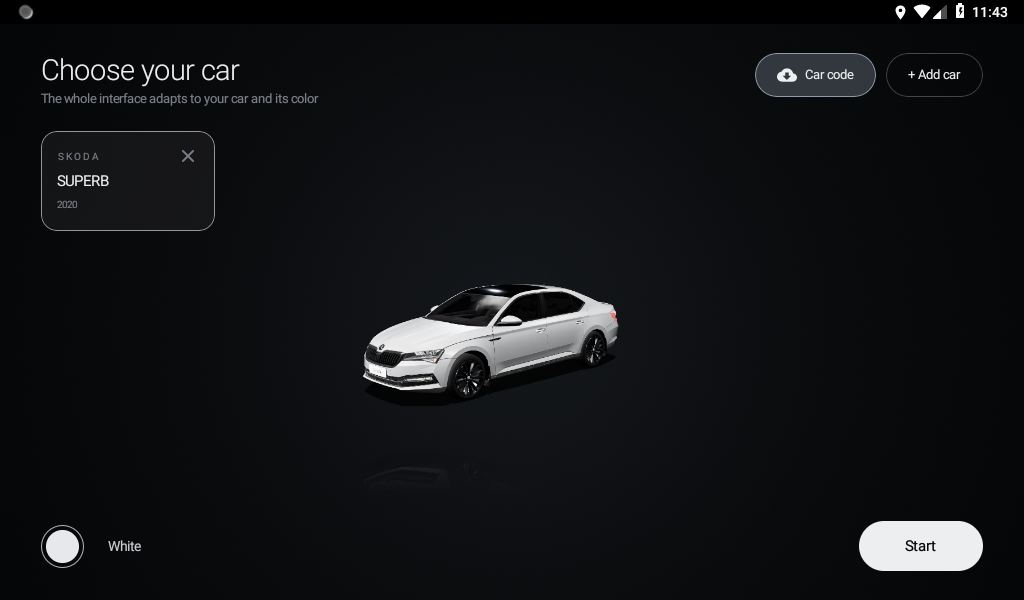 11:43
Choose your car
The whole interface adapts to your car and its color
Car code
+ Add car
SKODA
SUPERB
2020
White
Start